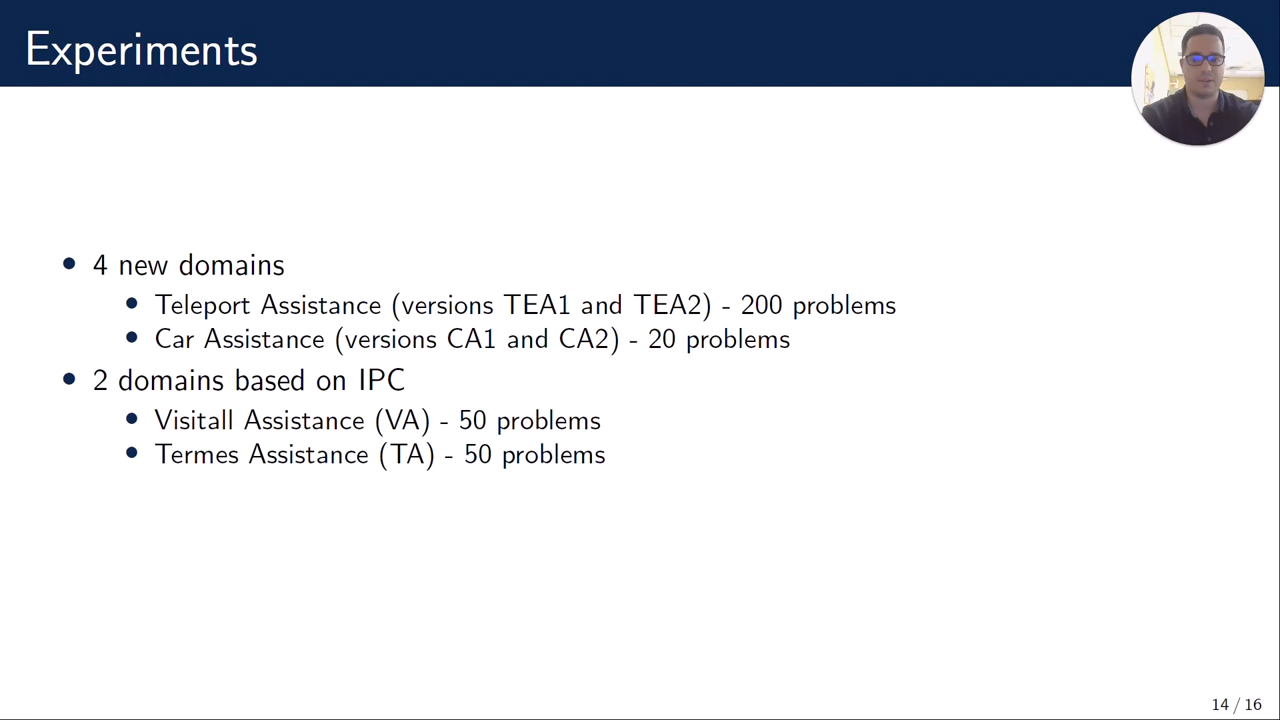 Experiments
4 new domains
Teleport Assistance (versions TEA1 and TEA2) - 200 problems
Car Assistance (versions CA1 and CA2) - 20 problems
2 domains based on IPC
Visitall Assistance (VA) - 50 problems
Termes Assistance (TA) - 50 problems
14 / 16